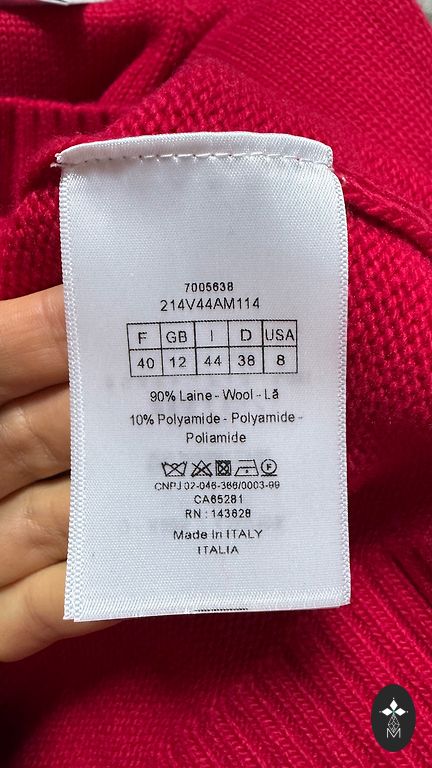 7005638
214V44AM114
F GB I D USA
40 12 44 38 8
90% Laine - Wool - Lã
10% Polyamide - Polyamide -
Poliamide
CNPJ 02-046-366/0003-99
CA65281
RN : 143628
Made In ITALY
ITALIA
M